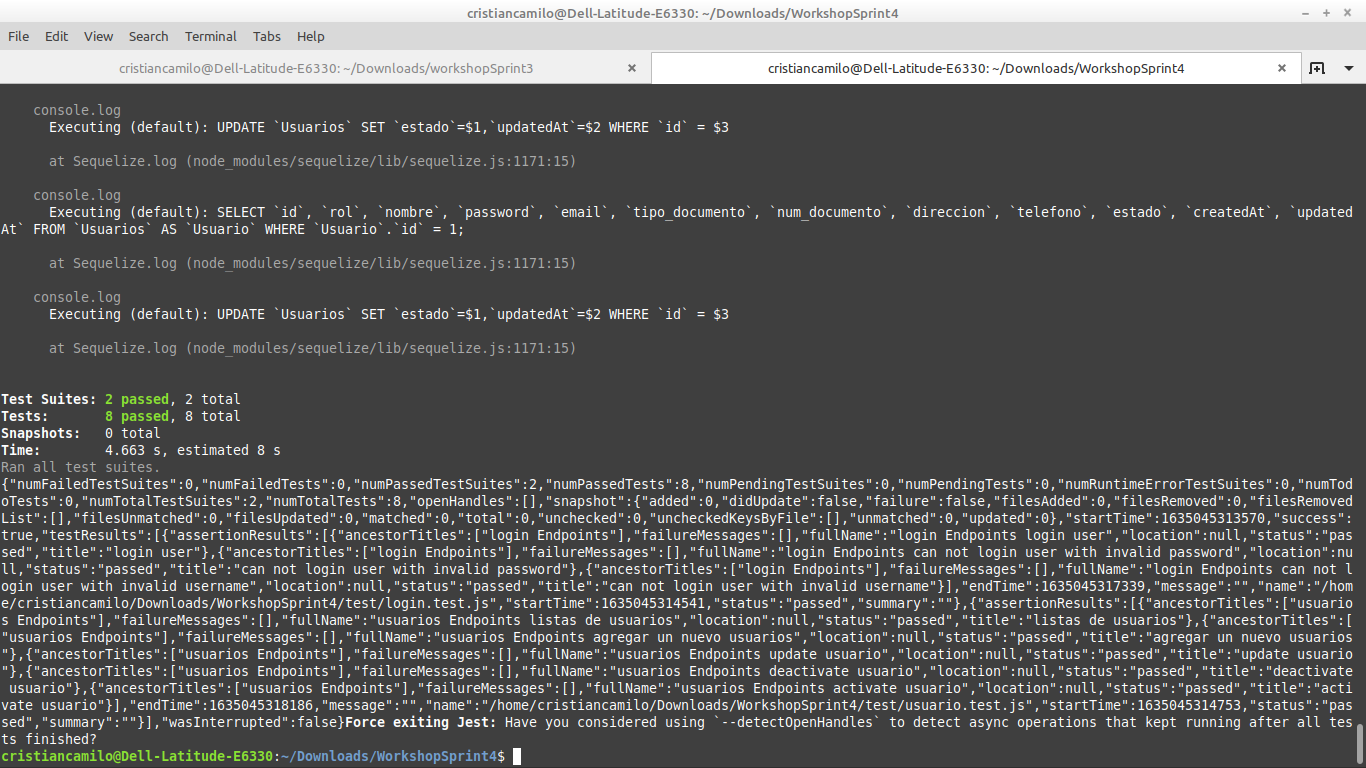 cristiancamilo@Dell-Latitude-E6330: ~/Downloads/WorkshopSprint4
File Edit View Search Terminal Tabs Help
cristiancamilo@Dell-Latitude-E6330: ~/Downloads/workshopSprint3
cristiancamilo@Dell-Latitude-E6330: ~/Downloads/WorkshopSprint4
console.log
Executing (default): UPDATE `Usuarios` SET `estado`=$1,`updatedAt`=$2 WHERE `id` = $3
at Sequelize.log (node_modules/sequelize/lib/sequelize.js:1171:15)
console.log
Executing (default): SELECT `id`, `rol`, `nombre`, `password`, `email`, `tipo_documento`, `num_documento`, `direccion`, `telefono`, `estado`, `createdAt`, `updated
At` FROM `Usuarios` AS `Usuario` WHERE `Usuario`.`id` = 1;
at Sequelize.log (node_modules/sequelize/lib/sequelize.js:1171:15)
console.log
Executing (default): UPDATE `Usuarios` SET `estado`=$1,`updatedAt`=$2 WHERE `id` = $3
at Sequelize.log (node_modules/sequelize/lib/sequelize.js:1171:15)
Test Suites: 2 passed, 2 total
Tests: 8 passed, 8 total
Snapshots: 0 total
Time: 4.663 s, estimated 8 s
Ran all test suites.
{"numFailedTestSuites":0,"numFailedTests":0,"numPassedTestSuites":2,"numPassedTests":8,"numPendingTestSuites":0,"numPendingTests":0,"numRuntimeErrorTestSuites":0,"numTod
oTests":0,"numTotalTestSuites":2,"numTotalTests":8,"openHandles":[],"snapshot":{"added":0,"didUpdate":false,"failure":false,"filesAdded":0,"filesRemoved":0,"filesRemoved
List":[],"filesUnmatched":0,"filesUpdated":0,"matched":0,"total":0,"unchecked":0,"uncheckedKeysByFile":[],"unmatched":0,"updated":0},"startTime":1635045313570,"success":
true,"testResults":[{"assertionResults":[{"ancestorTitles":["login Endpoints"],"failureMessages":[],"fullName":"login Endpoints login user","location":null,"status":"pas
sed","title":"login user"},{"ancestorTitles":["login Endpoints"],"failureMessages":[],"fullName":"login Endpoints can not login user with invalid password","location":nu
ll,"status":"passed","title":"can not login user with invalid password"},{"ancestorTitles":["login Endpoints"],"failureMessages":[],"fullName":"login Endpoints can not l
ogin user with invalid username","location":null,"status":"passed","title":"can not login user with invalid username"}],"endTime":1635045317339,"message":"","name":"/hom
e/cristiancamilo/Downloads/WorkshopSprint4/test/login.test.js","startTime":1635045314541,"status":"passed","summary":""},{"assertionResults":[{"ancestorTitles":["usuario
s Endpoints"],"failureMessages":[],"fullName":"usuarios Endpoints listas de usuarios","location":null,"status":"passed","title":"listas de usuarios"},{"ancestorTitles":[
"usuarios Endpoints"],"failureMessages":[],"fullName":"usuarios Endpoints agregar un nuevo usuarios","location":null,"status":"passed","title":"agregar un nuevo usuarios
"},{"ancestorTitles":["usuarios Endpoints"],"failureMessages":[],"fullName":"usuarios Endpoints update usuario","location":null,"status":"passed","title":"update usuario
"},{"ancestorTitles":["usuarios Endpoints"],"failureMessages":[],"fullName":"usuarios Endpoints deactivate usuario","location":null,"status":"passed","title":"deactivate
usuario"},{"ancestorTitles":["usuarios Endpoints"],"failureMessages":[],"fullName":"usuarios Endpoints activate usuario","location":null,"status":"passed","title":"acti
vate usuario"}],"endTime":1635045318186,"message":"","name":"/home/cristiancamilo/Downloads/WorkshopSprint4/test/usuario.test.js","startTime":1635045314753,"status":"pas
sed","summary":""}],"wasInterrupted":false}Force exiting Jest: Have you considered using `--detectOpenHandles` to detect async operations that kept running after all tes
ts finished?
cristiancamilo@Dell-Latitude-E6330:~/Downloads/WorkshopSprint4$